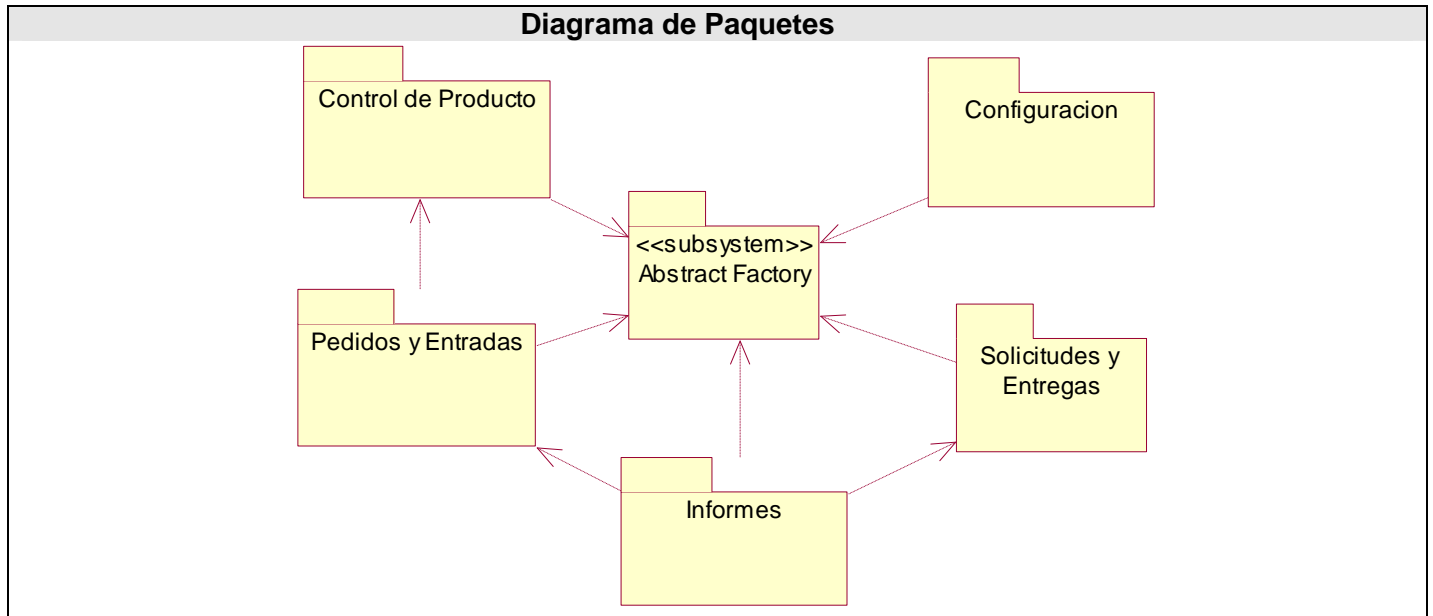 Diagrama de Paquetes
Control de Producto
Configuracion
<<subsystem>>
Abstract Factory
Pedidos y Entradas
Solicitudes y
Entregas
Informes